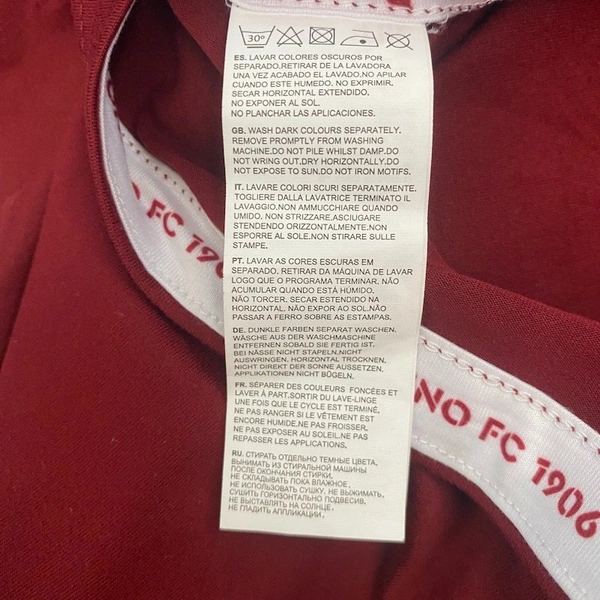 30°
ES. LAVAR COLORES OSCUROS POR
SEPARADO.RETIRAR DE LA LAVADORA
UNA VEZ ACABADO EL LAVADO.NO APILAR
CUANDO ESTE HUMEDO. NO EXPRIMIR.
SECAR HORIZONTAL EXTENDIDO.
NO EXPONER AL SOL.
NO PLANCHAR LAS APLICACIONES.
GB. WASH DARK COLOURS SEPARATELY.
REMOVE PROMPTLY FROM WASHING
MACHINE.DO NOT PILE WHILST DAMP.DO
NOT WRING OUT.DRY HORIZONTALLY.DO
NOT EXPOSE TO SUN.DO NOT IRON MOTIFS.
IT. LAVARE COLORI SCURI SEPARATAMENTE.
TOGLIERE DALLA LAVATRICE TERMINATO IL
LAVAGGIO.NON AMMUCCHIARE QUANDO
UMIDO. NON STRIZZARE.ASCIUGARE
STENDENDO ORIZZONTALMENTE.NON
ESPORRE AL SOLE.NON STIRARE SULLE
STAMPE.
PT. LAVAR AS CORES ESCURAS EM
SEPARADO. RETIRAR DA MÁQUINA DE LAVAR
LOGO QUE O PROGRAMA TERMINAR. NÃO
ACUMULAR QUANDO ESTÁ HÚMIDO.
NÃO TORCER. SECAR ESTENDIDO NA
HORIZONTAL. NÃO EXPOR AO SOL.NÃO
PASSAR A FERRO SOBRE AS ESTAMPAS.
DE: DUNKLE FARBEN SEPARAT WASCHEN.
WÄSCHE AUS DER WASCHMASCHINE
ENTFERNEN SOBALD SIE FERTIG IST.
BEI NÄSSE NICHT STAPELN.NICHT
AUSWRINGEN. HORIZONTAL TROCKNEN.
NICHT DIREKT DER SONNE AUSSETZEN.
APPLIKATIONEN NICHT BÜGELN.
FR. SÉPARER DES COULEURS FONCÉES ET
LAVER À PART.SORTIR DU LAVE-LINGE
UNE FOIS QUE LE CYCLE EST TERMINÉ.
NE PAS RANGER SI LE VÊTEMENT EST
ENCORE HUMIDE.NE PAS FROISSER.
NE PAS EXPOSER AU SOLEIL.NE PAS
REPASSER LES APPLICATIONS.
RU. СТИРАТЬ ОТДЕЛЬНО ТЕМНЫЕ ЦВЕТА.
ВЫНИМАТЬ ИЗ СТИРАЛЬНОЙ МАШИНЫ
ПОСЛЕ ОКОНЧАНИЯ СТИРКИ.
НЕ СКЛАДЫВАТЬ ПОКА ВЛАЖНОЕ.
НЕ ИСПОЛЬЗОВАТЬ СУШКУ. НЕ ВЫЖИМАТЬ.
СУШИТЬ ГОРИЗОНТАЛЬНО ПОДВЕСИВ.
НЕ ВЫСТАВЛЯТЬ НА СОЛНЦЕ.
НЕ ГЛАДИТЬ АППЛИКАЦИИ.
O FC 190
NO FC 1906